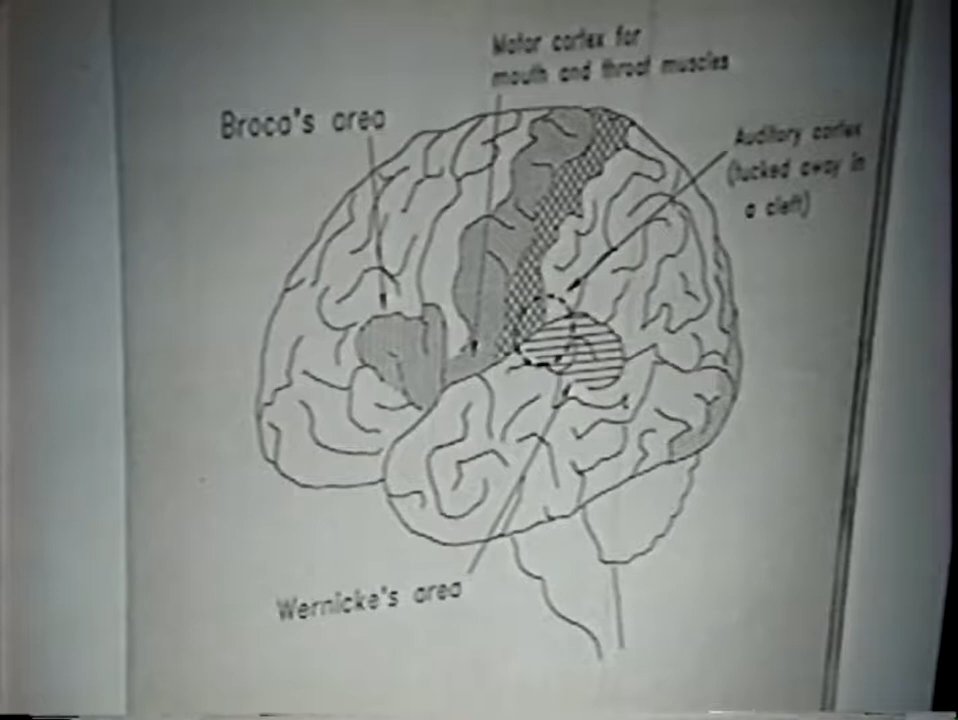 Motor cortex for
mouth and throat muscles
Broca's area
Auditory cortex
(tucked away in
a cleft)
Wernicke's area